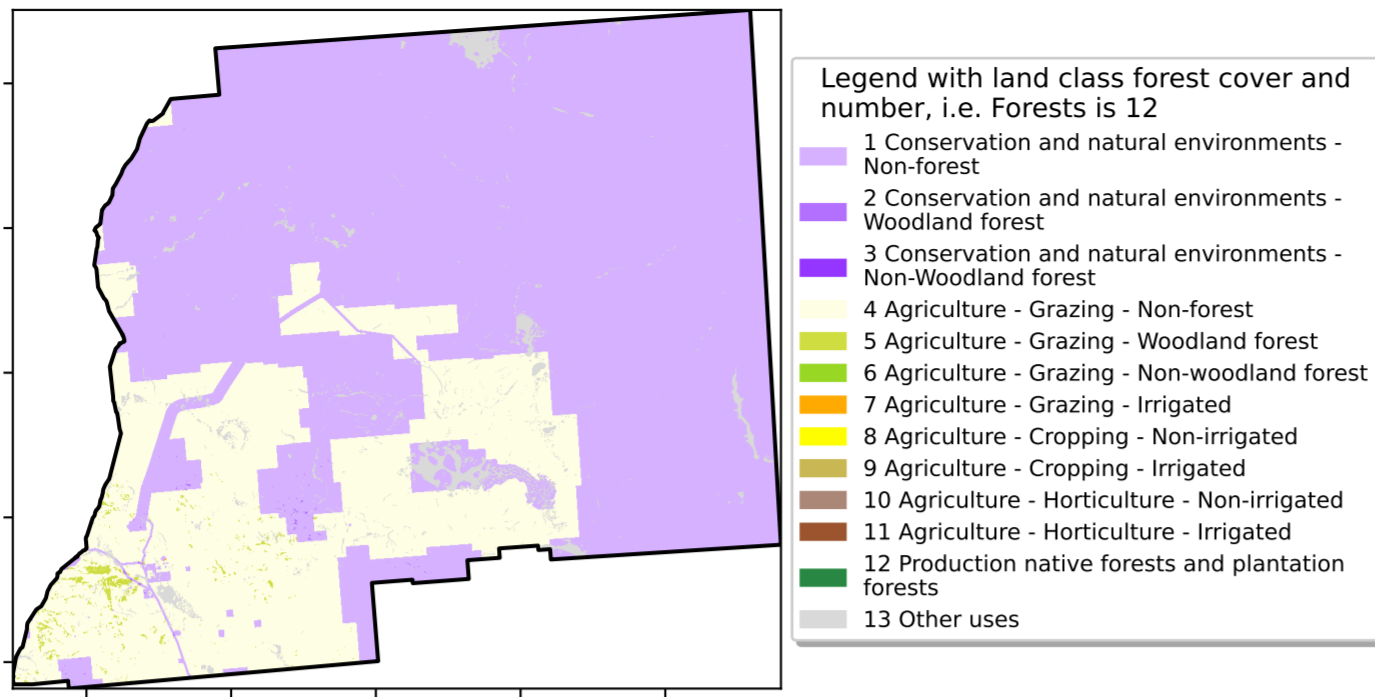 Legend with land class forest cover and
number, i.e. Forests is 12
1 Conservation and natural environments -
Non-forest
2 Conservation and natural environments -
Woodland forest
3 Conservation and natural environments -
Non-Woodland forest
4 Agriculture - Grazing - Non-forest
5 Agriculture - Grazing - Woodland forest
6 Agriculture - Grazing - Non-woodland forest
7 Agriculture - Grazing - Irrigated
8 Agriculture - Cropping - Non-irrigated
9 Agriculture - Cropping - Irrigated
10 Agriculture - Horticulture - Non-irrigated
11 Agriculture - Horticulture - Irrigated
12 Production native forests and plantation
forests
13 Other uses